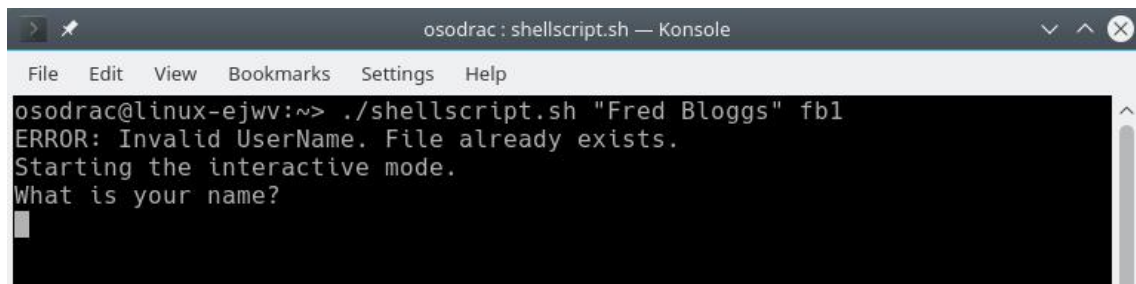 osodrac : shellscript.sh — Konsole
File Edit View Bookmarks Settings Help
osodrac@linux-ejwv:~> ./shellscript.sh "Fred Bloggs" fb1
ERROR: Invalid UserName. File already exists.
Starting the interactive mode.
What is your name?